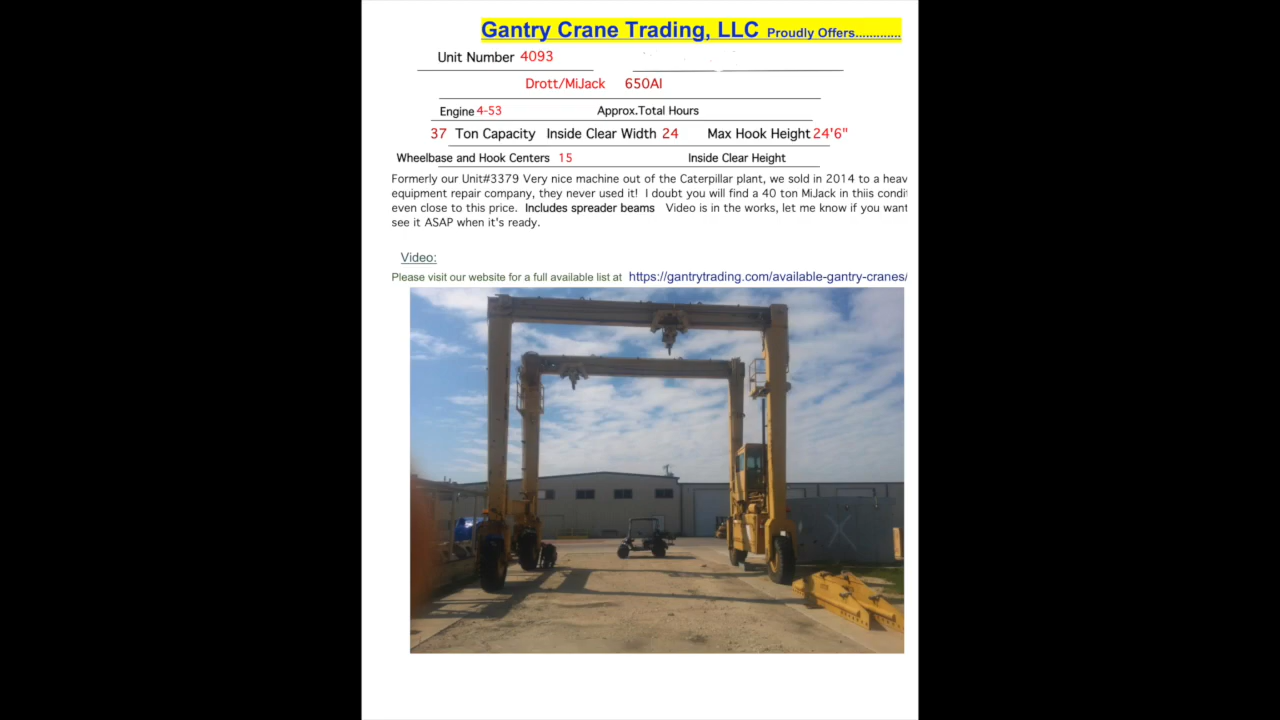 Gantry Crane Trading, LLC Proudly Offers............
Unit Number 4093
Drott/MiJack 650AI
Engine 4-53 Approx.Total Hours
37 Ton Capacity Inside Clear Width 24 Max Hook Height 24'6"
Wheelbase and Hook Centers 15 Inside Clear Height
Formerly our Unit#3379 Very nice machine out of the Caterpillar plant, we sold in 2014 to a heav
equipment repair company, they never used it! I doubt you will find a 40 ton MiJack in thiis condit
even close to this price. Includes spreader beams Video is in the works, let me know if you want
see it ASAP when it's ready.
Video:
Please visit our website for a full available list at https://gantrytrading.com/available-gantry-cranes/